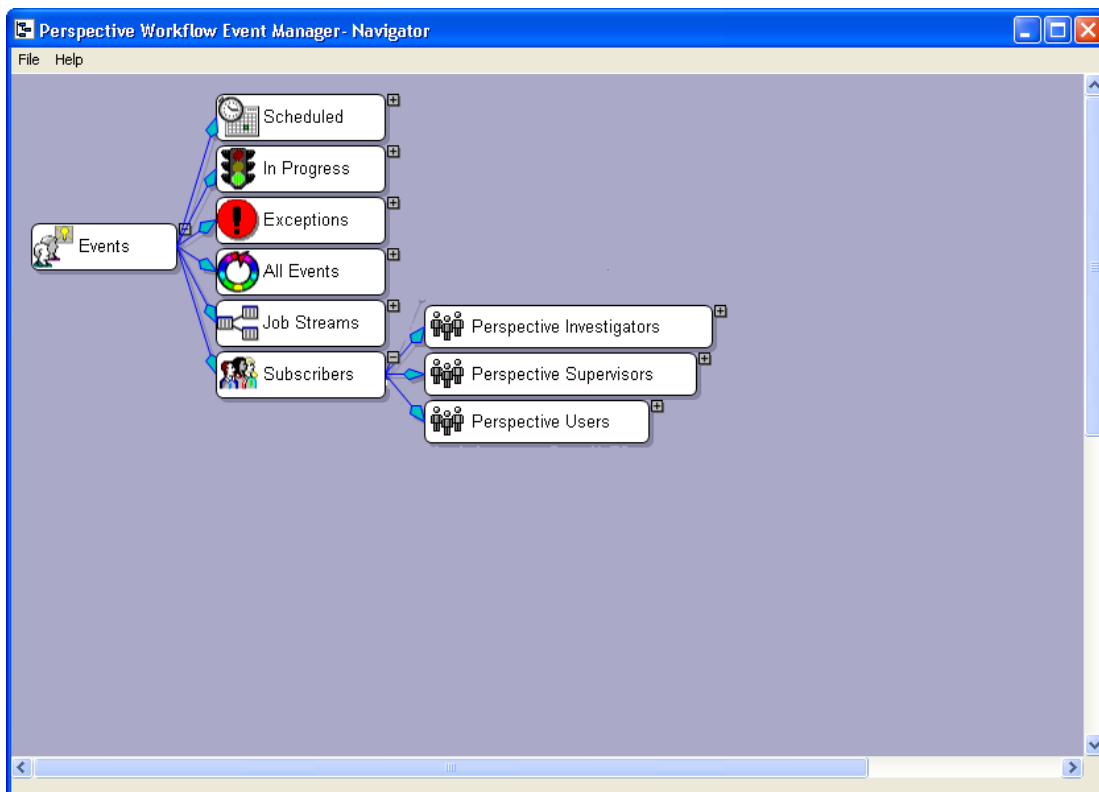 Perspective Workflow Event Manager- Navigator
File Help
Scheduled
In Progress
Exceptions
All Events
Events
Job Streams
Subscribers
Perspective Investigators
Perspective Supervisors
Perspective Users